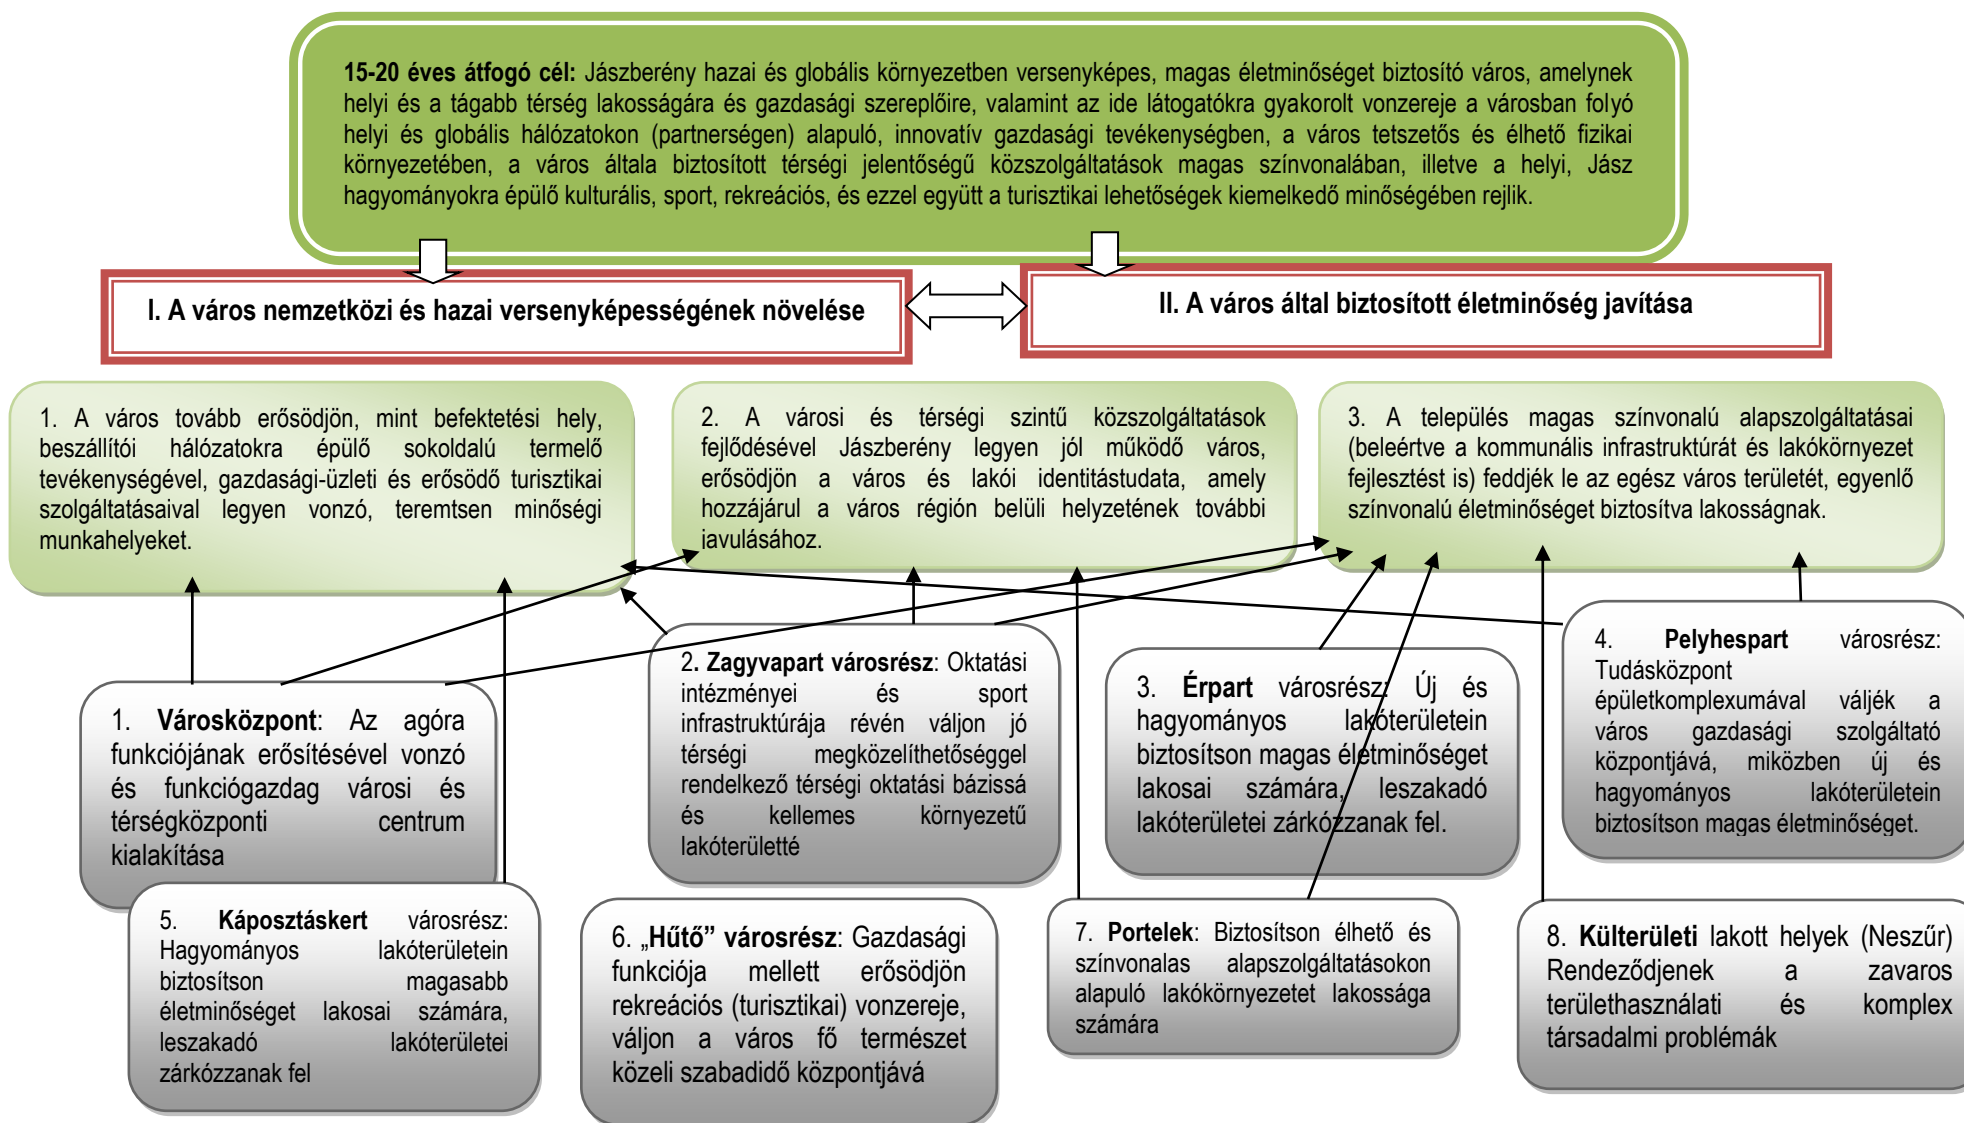 15-20 éves átfogó cél: Jászberény hazai és globális környezetben versenyképes, magas életminőséget biztosító város, amelynek
helyi és a tágabb térség lakosságára és gazdasági szereplőire, valamint az ide látogatókra gyakorolt vonzereje a városban folyó
helyi és globális hálózatokon (partnerségen) alapuló, innovatív gazdasági tevékenységben, a város tetszetős és élhető fizikai
környezetében, a város általa biztosított térségi jelentőségű közszolgáltatások magas színvonalában, illetve a helyi, Jász
hagyományokra épülő kulturális, sport, rekreációs, és ezzel együtt a turisztikai lehetőségek kiemelkedő minőségében rejlik.
I. A város nemzetközi és hazai versenyképességének növelése
II. A város által biztosított életminőség javítása
1. A város tovább erősödjön, mint befektetési hely,
beszállítói hálózatokra épülő sokoldalú termelő
tevékenységével, gazdasági-üzleti és erősödő turisztikai
szolgáltatásaival legyen vonzó, teremtsen minőségi
munkahelyeket.
2. A városi és térségi szintű közszolgáltatások
fejlődésével Jászberény legyen jól működő város,
erősödjön a város és lakói identitástudata, amely
hozzájárul a város régión belüli helyzetének további
javulásához.
3. A település magas színvonalú alapszolgáltatásai
(beleértve a kommunális infrastruktúrát és lakókörnyezet
fejlesztést is) feddjék le az egész város területét, egyenlő
színvonalú életminőséget biztosítva lakosságnak.
1. Városközpont: Az agóra
funkciójának erősítésével vonzó
és funkciógazdag városi és
térségközponti centrum
kialakítása
2. Zagyvapart városrész: Oktatási
intézményei és sport
infrastruktúrája révén váljon jó
térségi megközelíthetőséggel
rendelkező térségi oktatási bázissá
és kellemes környezetű
lakóterületté
3. Érpart városrész: Új és
hagyományos lakóterületein
biztosítson magas életminőséget
lakosai számára, leszakadó
lakóterületei zárkózzanak fel.
4. Pelyhespart városrész:
Tudásközpont
épületkomplexumával váljék a
város gazdasági szolgáltató
központjává, miközben új és
hagyományos lakóterületein
biztosítson magas életminőséget.
5. Káposztáskert városrész:
Hagyományos lakóterületein
biztosítson magasabb
életminőséget lakosai számára,
leszakadó lakóterületei
zárkózzanak fel
6. „Hűtő” városrész: Gazdasági
funkciója mellett erősödjön
rekreációs (turisztikai) vonzereje,
váljon a város fő természet
közeli szabadidő központjává
7. Portelek: Biztosítson élhető és
színvonalas alapszolgáltatásokon
alapuló lakókörnyezetet lakossága
számára
8. Külterületi lakott helyek (Neszűr)
Rendeződjenek a zavaros
területhasználati és komplex
társadalmi problémák